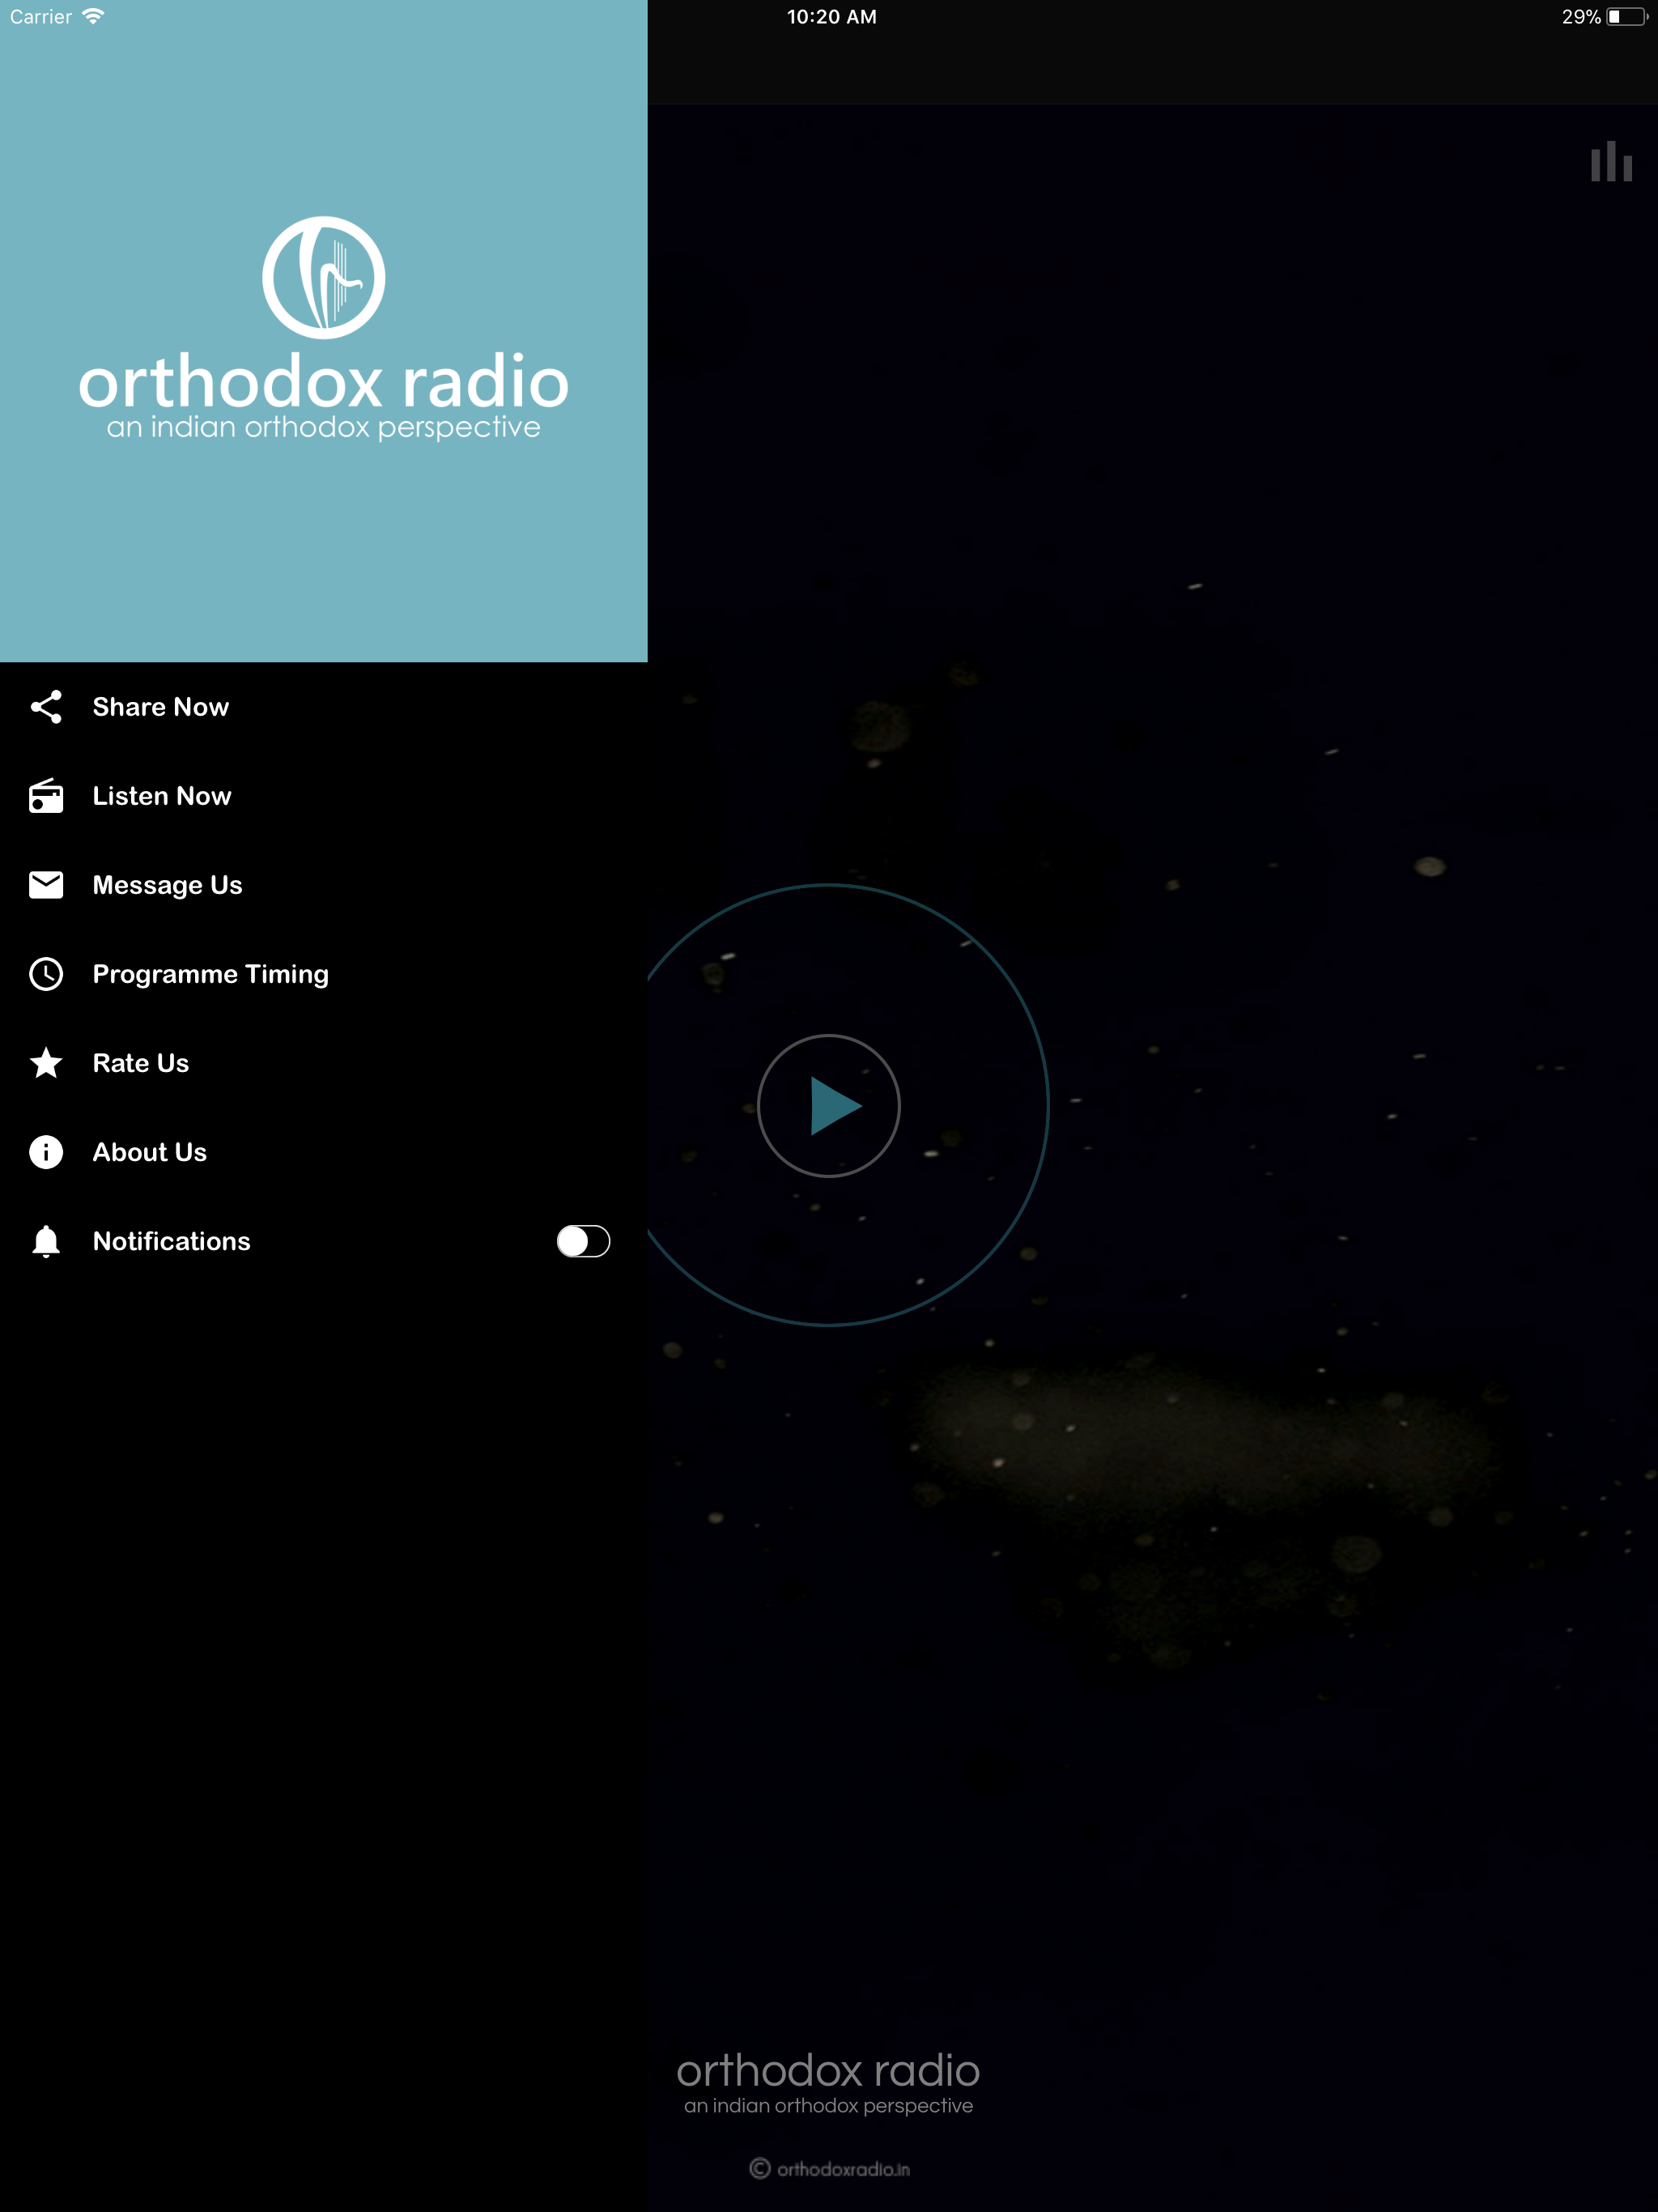 Carrier
10:20 AM
29%
orthodox radio
an indian orthodox perspective
Share Now
Listen Now
Message Us
Programme Timing
Rate Us
About Us
Notifications
orthodox radio
an indian orthodox perspective
© orthodoxradio.in